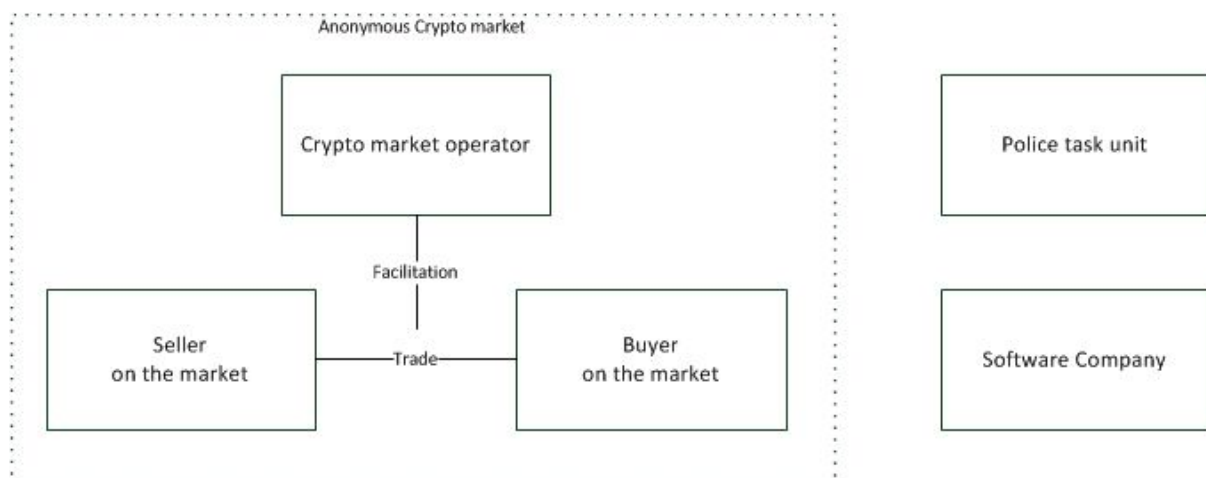 Anonymous Crypto market
Crypto market operator
Police task unit
Facilitation
Seller
on the market
Trade
Buyer
on the market
Software Company